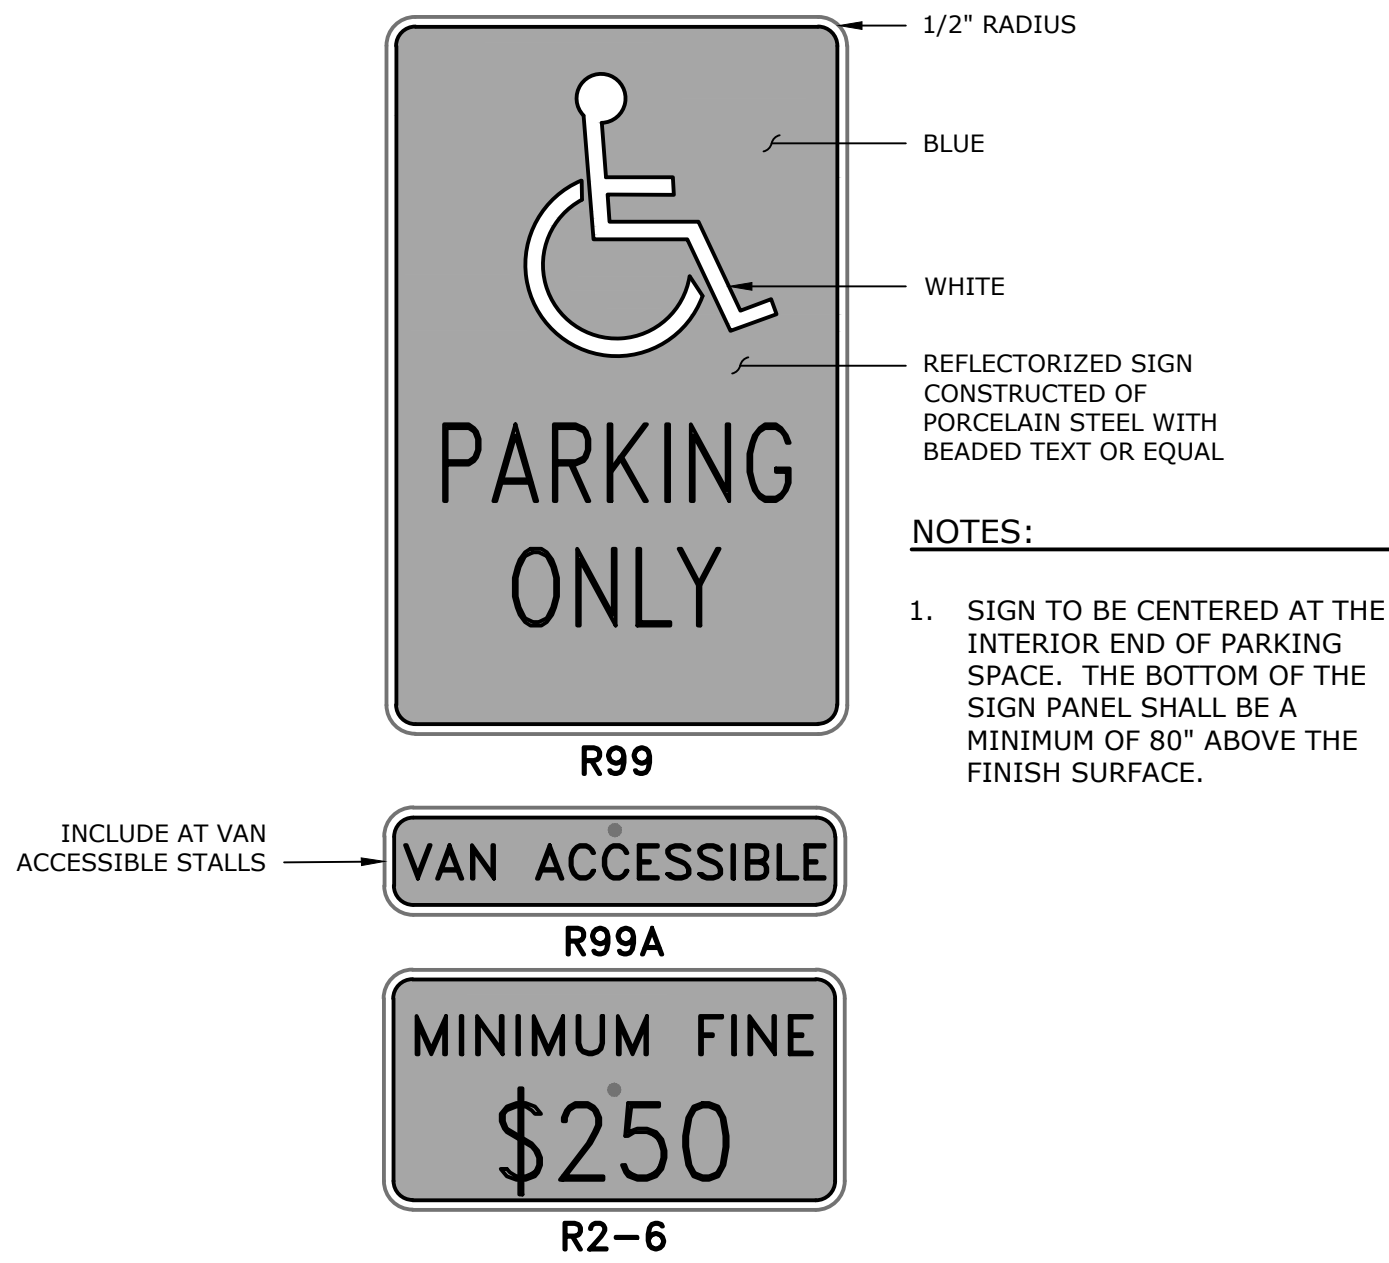 1/2" RADIUS
BLUE
WHITE
REFLECTORIZED SIGN
CONSTRUCTED OF
PORCELAIN STEEL WITH
BEADED TEXT OR EQUAL
PARKING
ONLY
R99
NOTES:
1. SIGN TO BE CENTERED AT THE
INTERIOR END OF PARKING
SPACE. THE BOTTOM OF THE
SIGN PANEL SHALL BE A
MINIMUM OF 80" ABOVE THE
FINISH SURFACE.
INCLUDE AT VAN
ACCESSIBLE STALLS
VAN ACCESSIBLE
R99A
MINIMUM FINE
$250
R2-6